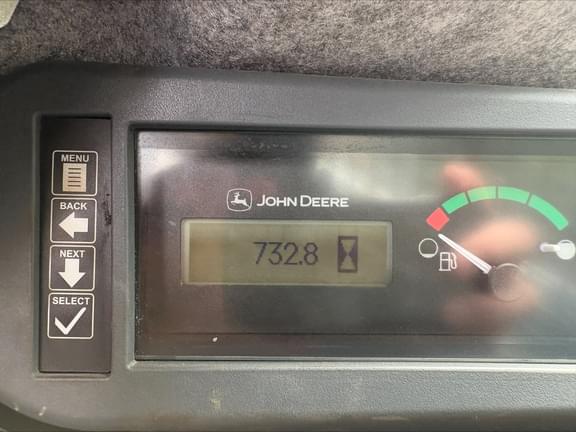 MENU
BACK
NEXT
SELECT
JOHN DEERE
732.8